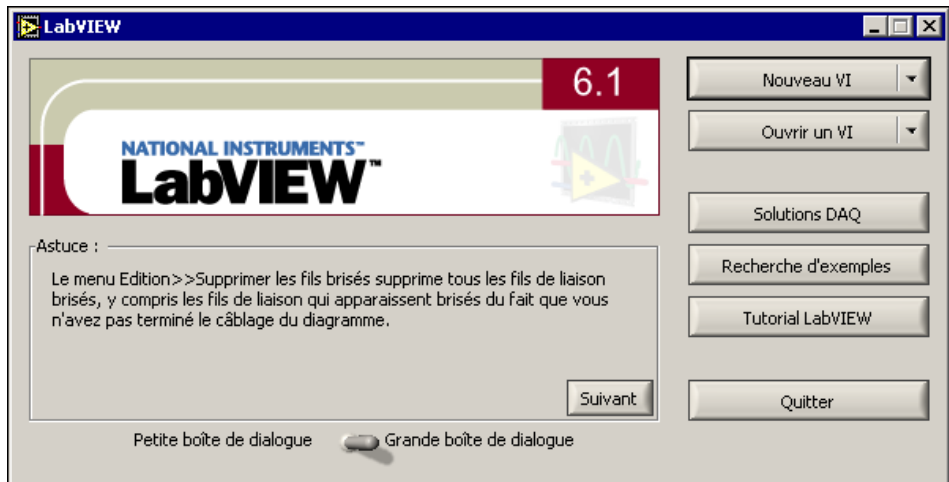 LabVIEW
6.1
NATIONAL INSTRUMENTS™
LabVIEW™
Nouveau VI
Ouvrir un VI
Solutions DAQ
Recherche d'exemples
Tutorial LabVIEW
Quitter
Astuce :
Le menu Edition>>Supprimer les fils brisés supprime tous les fils de liaison
brisés, y compris les fils de liaison qui apparaissent brisés du fait que vous
n'avez pas terminé le câblage du diagramme.
Suivant
Petite boîte de dialogue
Grande boîte de dialogue